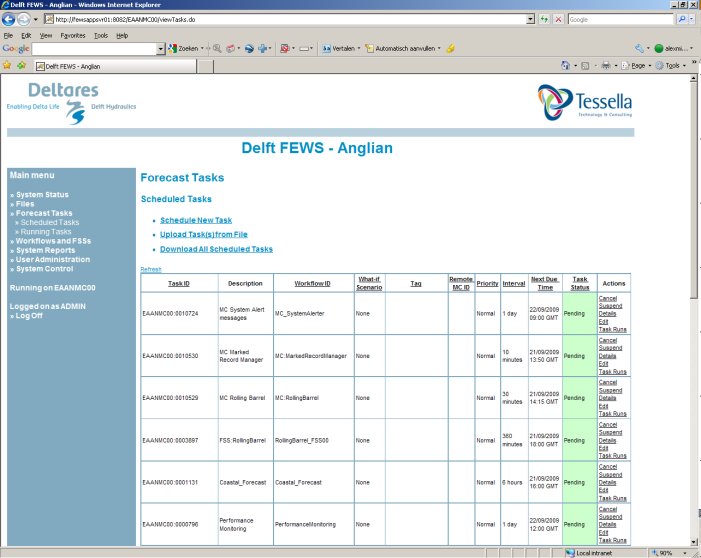 Delft FEWS - Anglian - Windows Internet Explorer
http://fewsappsvr01:8082/EAANMC00/viewTasks.do
Google
File Edit View Favorites Tools Help
Google Zoeken Vertalen Automatisch aanvullen alexmi...
Delft FEWS - Anglian
Page Tools
Deltares
Enabling Delta Life Delft Hydraulics
Tessella
Technology & Consulting
Delft FEWS - Anglian
Main menu
» System Status
» Files
» Forecast Tasks
» Scheduled Tasks
» Running Tasks
» Workflows and FSSs
» System Reports
» User Administration
» System Control
Running on EAANMC00
Logged on as ADMIN
» Log Off
Forecast Tasks
Scheduled Tasks
• Schedule New Task
• Upload Task(s) from File
• Download All Scheduled Tasks
Refresh
Task ID Description Workflow ID What-if Scenario Tag Remote MC ID Priority Interval Next Due Time Task Status Actions
EAANMC00:0010724 MC System Alert messages MC_SystemAlerter None Normal 1 day 22/09/2009 09:00 GMT Pending Cancel Suspend Details Edit Task Runs
EAANMC00:0010530 MC Marked Record Manager MC:MarkedRecordManager None Normal 10 minutes 21/09/2009 13:50 GMT Pending Cancel Suspend Details Edit Task Runs
EAANMC00:0010529 MC Rolling Barrel MC:RollingBarrel None Normal 30 minutes 21/09/2009 14:15 GMT Pending Cancel Suspend Details Edit Task Runs
EAANMC00:0003897 FSS:RollingBarrel RollingBarrel_FSS00 None Normal 360 minutes 21/09/2009 18:00 GMT Pending Cancel Suspend Details Edit Task Runs
EAANMC00:0001131 Coastal_Forecast Coastal_Forecast None Normal 6 hours 21/09/2009 16:00 GMT Pending Cancel Suspend Details Edit Task Runs
EAANMC00:0000796 Performance Monitoring PerformanceMonitoring None Normal 1 day 22/09/2009 12:00 GMT Pending Cancel Suspend Details Edit Task Runs
Local intranet 90%